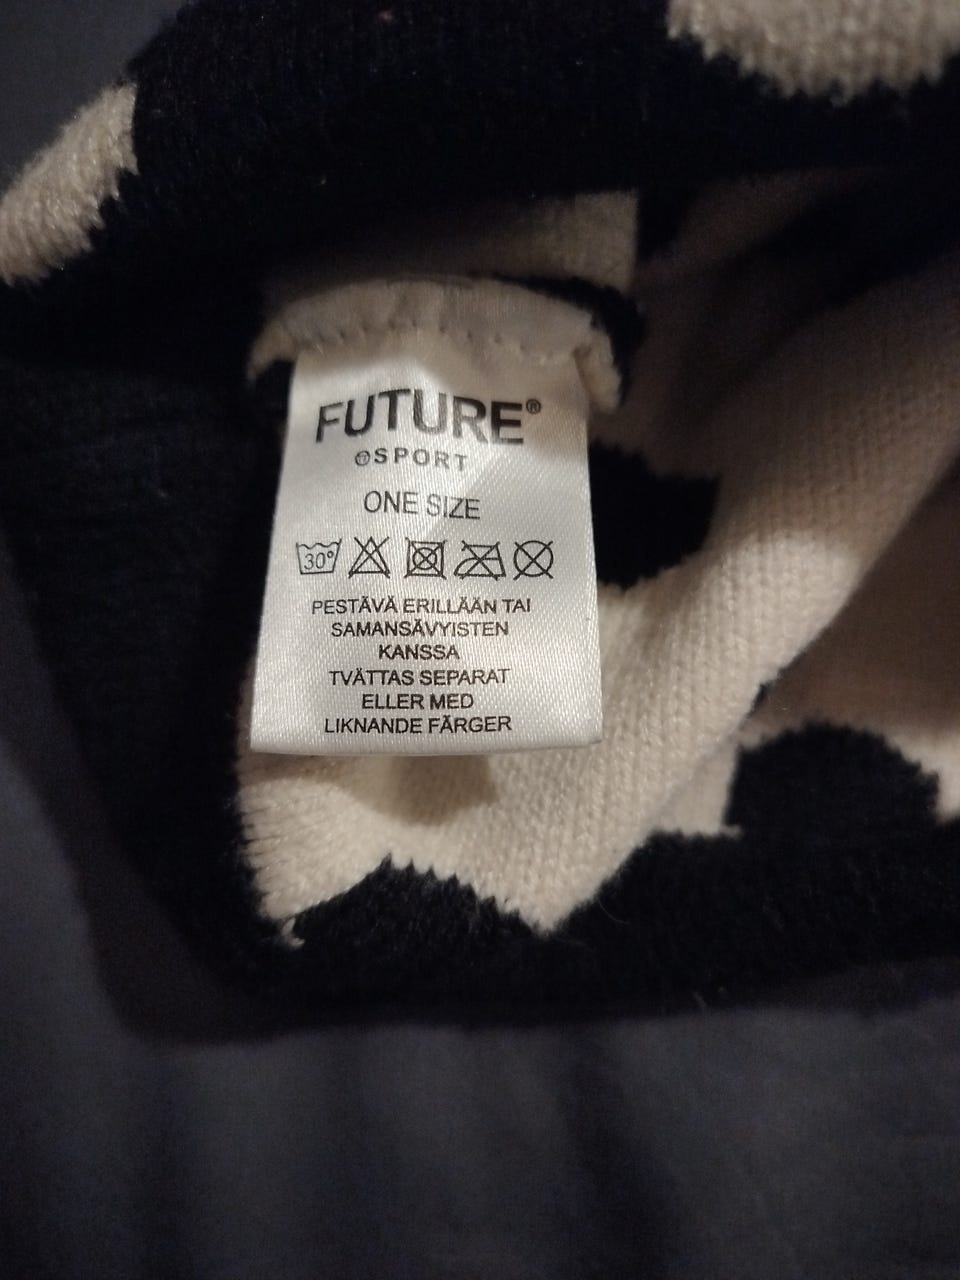 FUTURE®
SPORT
ONE SIZE
30°
PESTÄVÄ ERILLÄÄN TAI
SAMANSÄVYISTEN
KANSSA
TVÄTTAS SEPARAT
ELLER MED
LIKNANDE FÄRGER